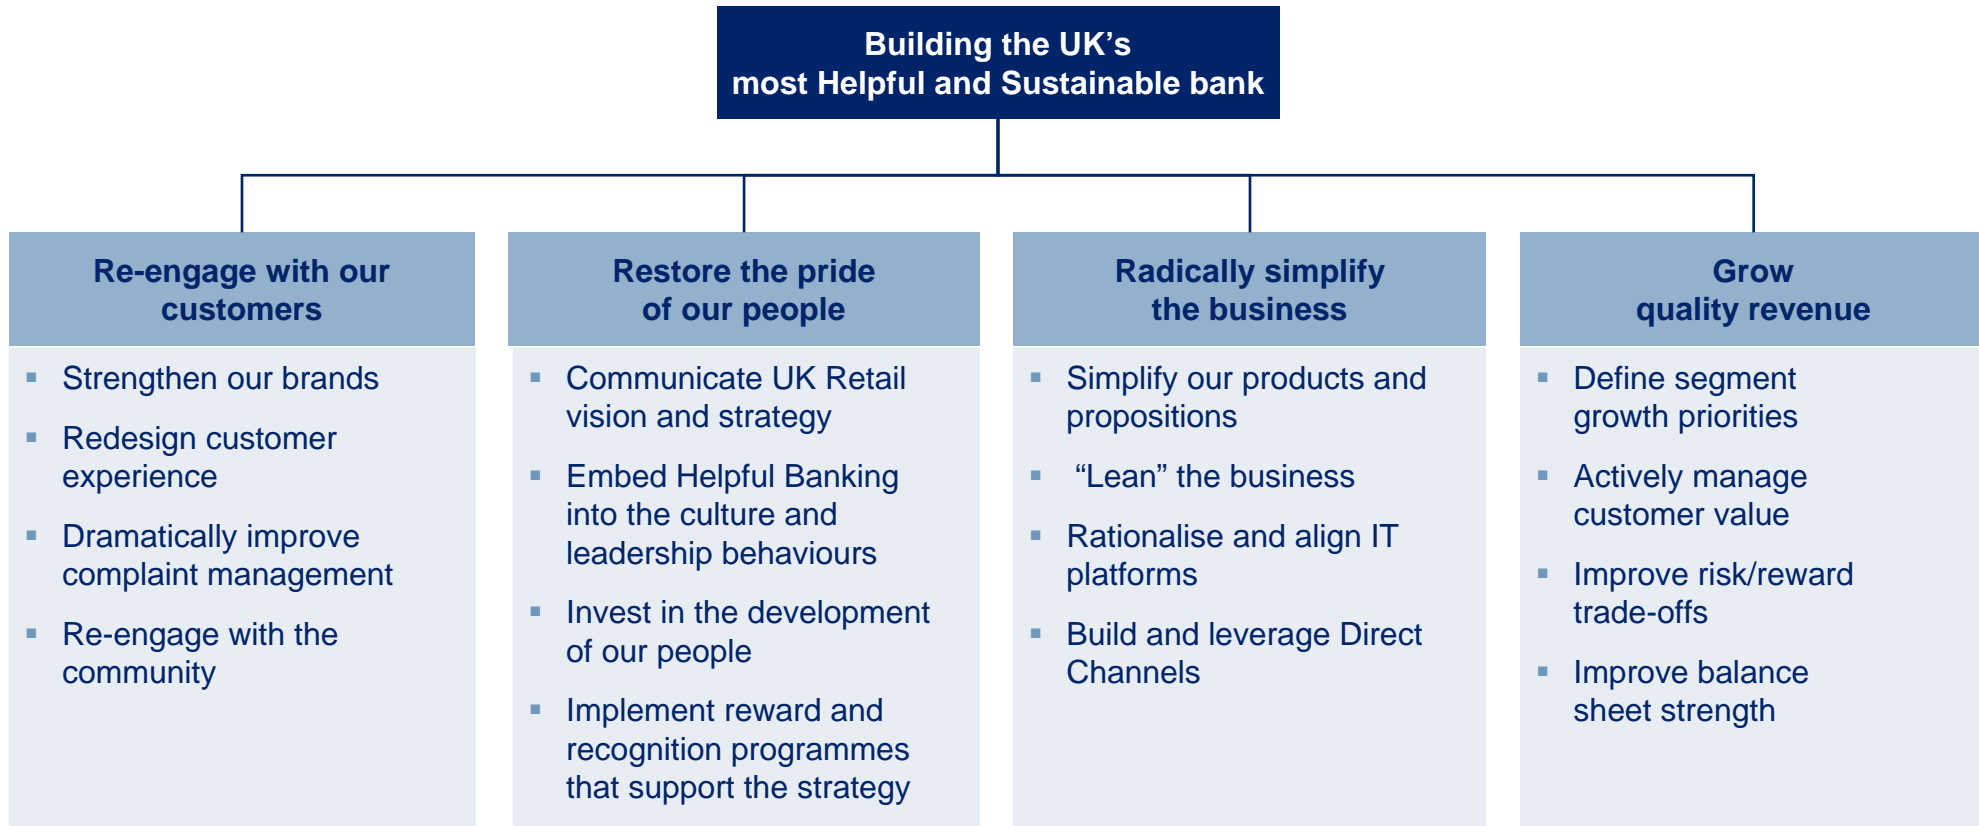 Building the UK’s
most Helpful and Sustainable bank
Re-engage with our
customers
▪ Strengthen our brands
▪ Redesign customer
experience
▪ Dramatically improve
complaint management
▪ Re-engage with the
community
Restore the pride
of our people
▪ Communicate UK Retail
vision and strategy
▪ Embed Helpful Banking
into the culture and
leadership behaviours
▪ Invest in the development
of our people
▪ Implement reward and
recognition programmes
that support the strategy
Radically simplify
the business
▪ Simplify our products and
propositions
▪ “Lean” the business
▪ Rationalise and align IT
platforms
▪ Build and leverage Direct
Channels
Grow
quality revenue
▪ Define segment
growth priorities
▪ Actively manage
customer value
▪ Improve risk/reward
trade-offs
▪ Improve balance
sheet strength